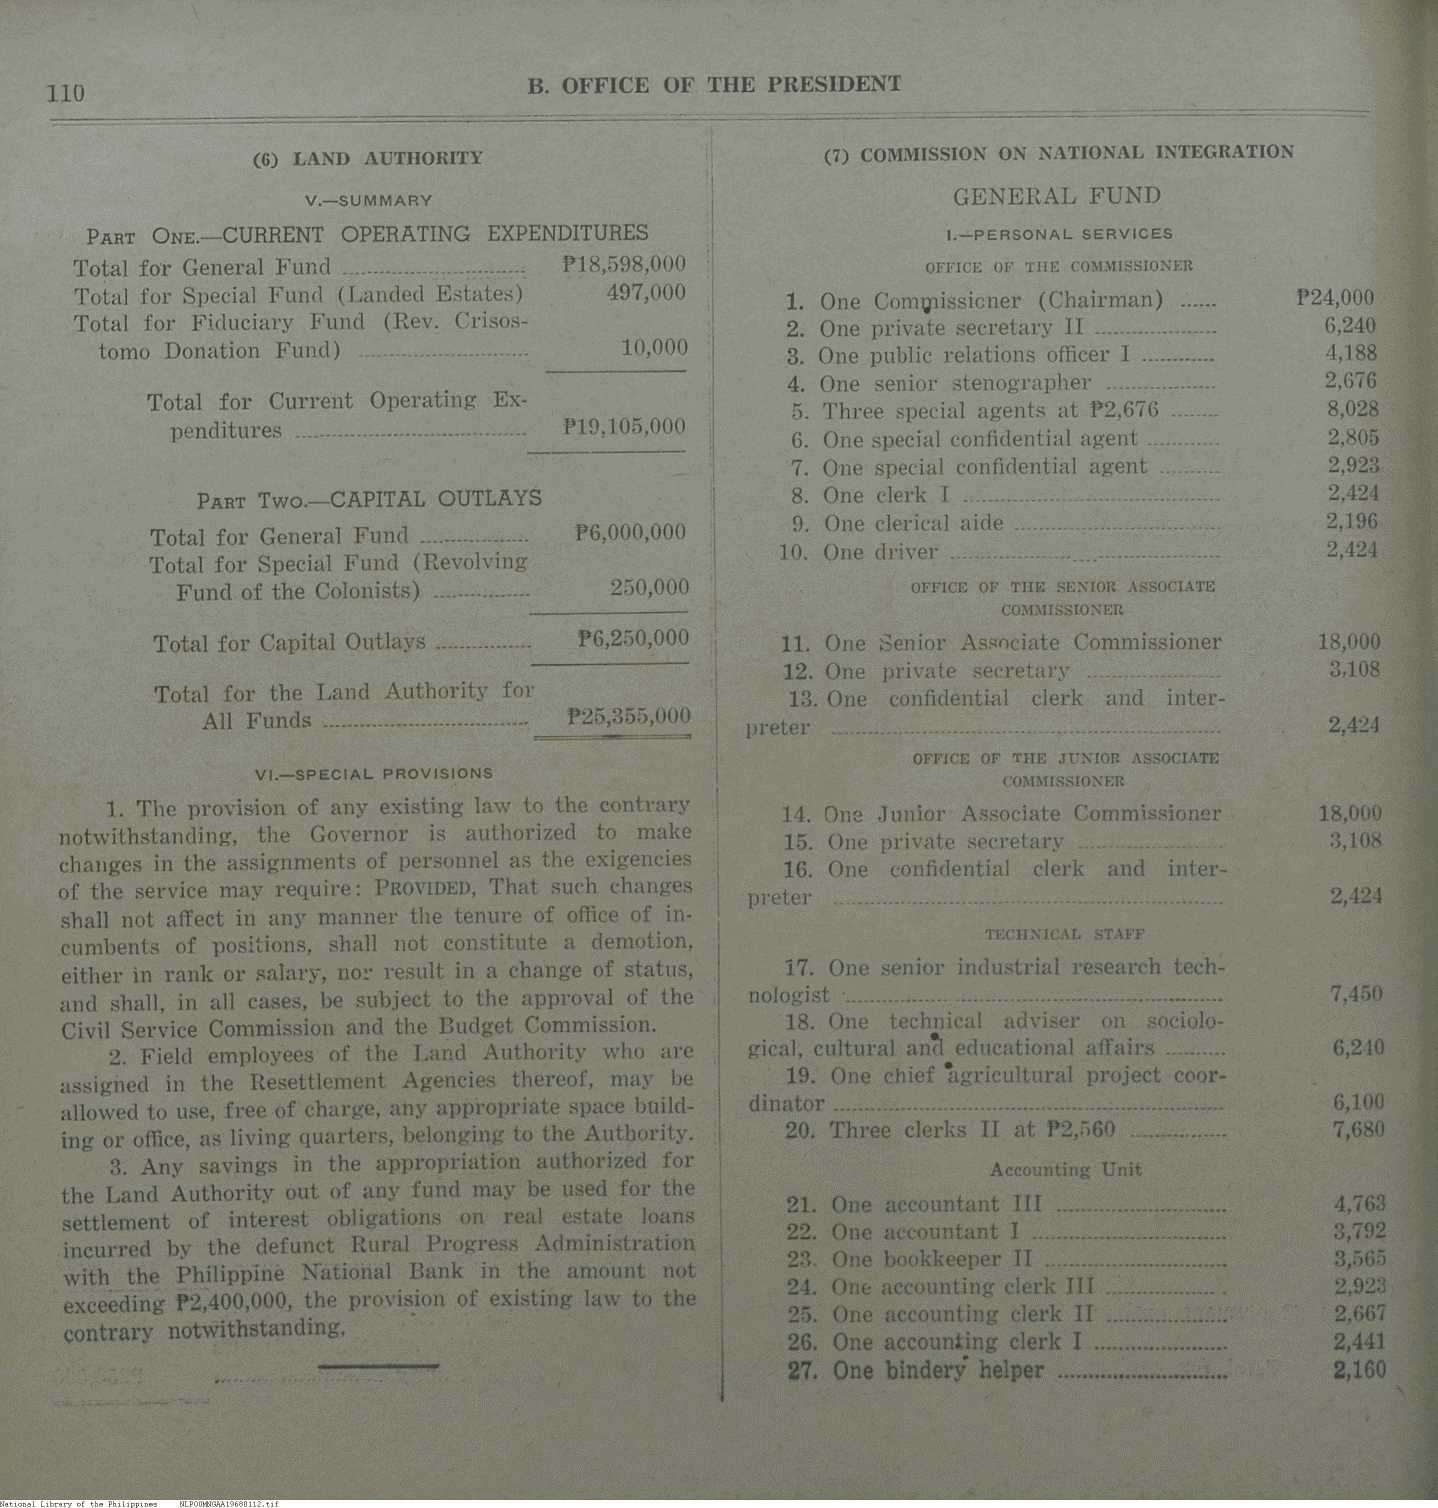 110
B. OFFICE OF THE PRESIDENT
(6) LAND AUTHORITY
V.—SUMMARY
PART ONE.—CURRENT OPERATING EXPENDITURES
Total for General Fund ₱18,598,000
Total for Special Fund (Landed Estates) 497,000
Total for Fiduciary Fund (Rev. Crisos-
tomo Donation Fund) 10,000
Total for Current Operating Ex-
penditures ₱19,105,000
PART TWO.—CAPITAL OUTLAYS
Total for General Fund ₱6,000,000
Total for Special Fund (Revolving
Fund of the Colonists) 250,000
Total for Capital Outlays ₱6,250,000
Total for the Land Authority for
All Funds ₱25,355,000
VI.—SPECIAL PROVISIONS
1. The provision of any existing law to the contrary
notwithstanding, the Governor is authorized to make
changes in the assignments of personnel as the exigencies
of the service may require: PROVIDED, That such changes
shall not affect in any manner the tenure of office of in-
cumbents of positions, shall not constitute a demotion,
either in rank or salary, nor result in a change of status,
and shall, in all cases, be subject to the approval of the
Civil Service Commission and the Budget Commission.
2. Field employees of the Land Authority who are
assigned in the Resettlement Agencies thereof, may be
allowed to use, free of charge, any appropriate space build-
ing or office, as living quarters, belonging to the Authority.
3. Any savings in the appropriation authorized for
the Land Authority out of any fund may be used for the
settlement of interest obligations on real estate loans
incurred by the defunct Rural Progress Administration
with the Philippine National Bank in the amount not
exceeding ₱2,400,000, the provision of existing law to the
contrary notwithstanding.
(7) COMMISSION ON NATIONAL INTEGRATION
GENERAL FUND
I.—PERSONAL SERVICES
OFFICE OF THE COMMISSIONER
1. One Commissioner (Chairman) ₱24,000
2. One private secretary II 6,240
3. One public relations officer I 4,188
4. One senior stenographer 2,676
5. Three special agents at ₱2,676 8,028
6. One special confidential agent 2,805
7. One special confidential agent 2,923
8. One clerk I 2,424
9. One clerical aide 2,196
10. One driver 2,424
OFFICE OF THE SENIOR ASSOCIATE
COMMISSIONER
11. One Senior Associate Commissioner 18,000
12. One private secretary 3,108
13. One confidential clerk and inter-
preter 2,424
OFFICE OF THE JUNIOR ASSOCIATE
COMMISSIONER
14. One Junior Associate Commissioner 18,000
15. One private secretary 3,108
16. One confidential clerk and inter-
preter 2,424
TECHNICAL STAFF
17. One senior industrial research tech-
nologist 7,450
18. One technical adviser on sociolo-
gical, cultural and educational affairs 6,240
19. One chief agricultural project coor-
dinator 6,100
20. Three clerks II at ₱2,560 7,680
Accounting Unit
21. One accountant III 4,763
22. One accountant I 3,792
23. One bookkeeper II 3,565
24. One accounting clerk III 2,923
25. One accounting clerk II 2,667
26. One accounting clerk I 2,441
27. One bindery helper 2,160
National Library of the Philippines NLPOOMNGAA19680112.tif